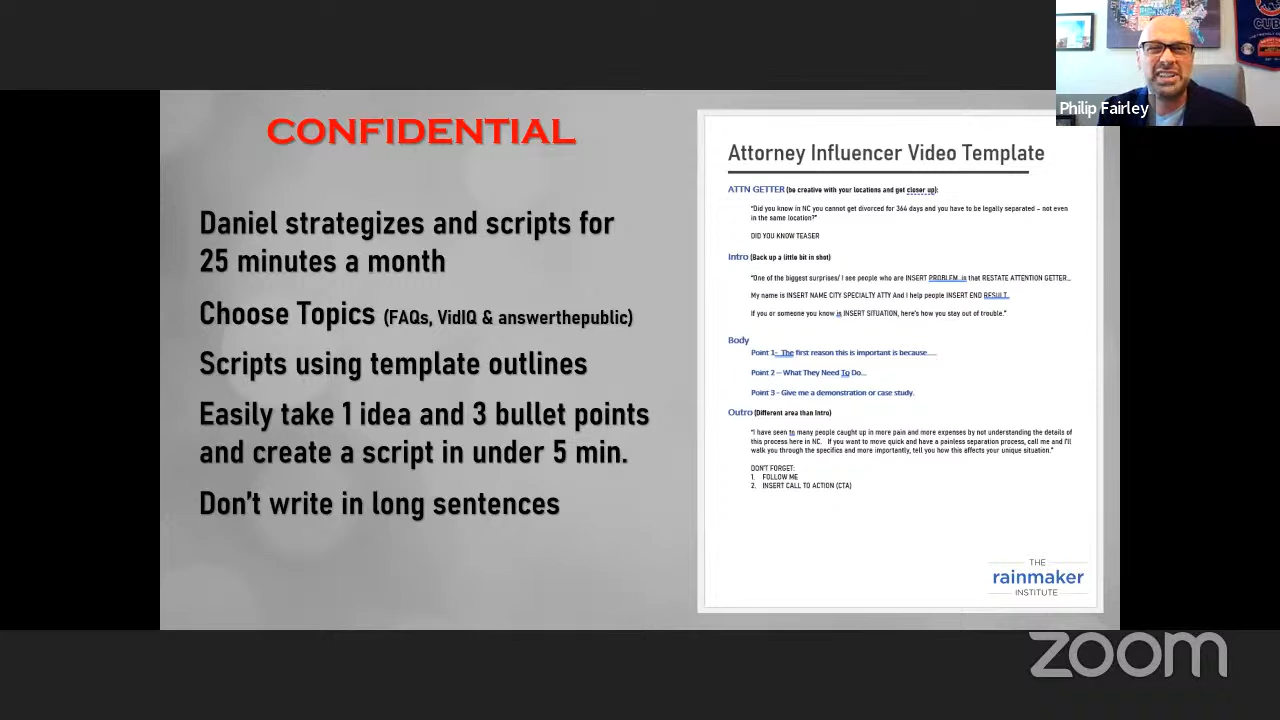 CONFIDENTIAL
Daniel strategizes and scripts for
25 minutes a month
Choose Topics (FAQs, VidIQ & answerthepublic)
Scripts using template outlines
Easily take 1 idea and 3 bullet points
and create a script in under 5 min.
Don't write in long sentences
Attorney Influencer Video Template
ATTN GETTER (be creative with your locations and get closer up):
"Did you know in NC you cannot get divorced for 364 days and you have to be legally separated – not even
in the same location?"
DID YOU KNOW TEASER
Intro (Back up a little bit in shot)
"One of the biggest surprises/ I see people who are INSERT PROBLEM..is that RESTATE ATTENTION GETTER...
My name is INSERT NAME CITY SPECIALTY ATTY And I help people INSERT END RESULT..
If you or someone you know is INSERT SITUATION, here's how you stay out of trouble."
Body
Point 1- The first reason this is important is because.....
Point 2 – What They Need To Do...
Point 3 - Give me a demonstration or case study.
Outro (Different area than Intro)
"I have seen to many people caught up in more pain and more expenses by not understanding the details of
this process here in NC. If you want to move quick and have a painless separation process, call me and I'll
walk you through the specifics and more importantly, tell you how this affects your unique situation."
DON'T FORGET:
1. FOLLOW ME
2. INSERT CALL TO ACTION (CTA)
THE
rainmaker
INSTITUTE
Philip Fairley
CUBS
zoom